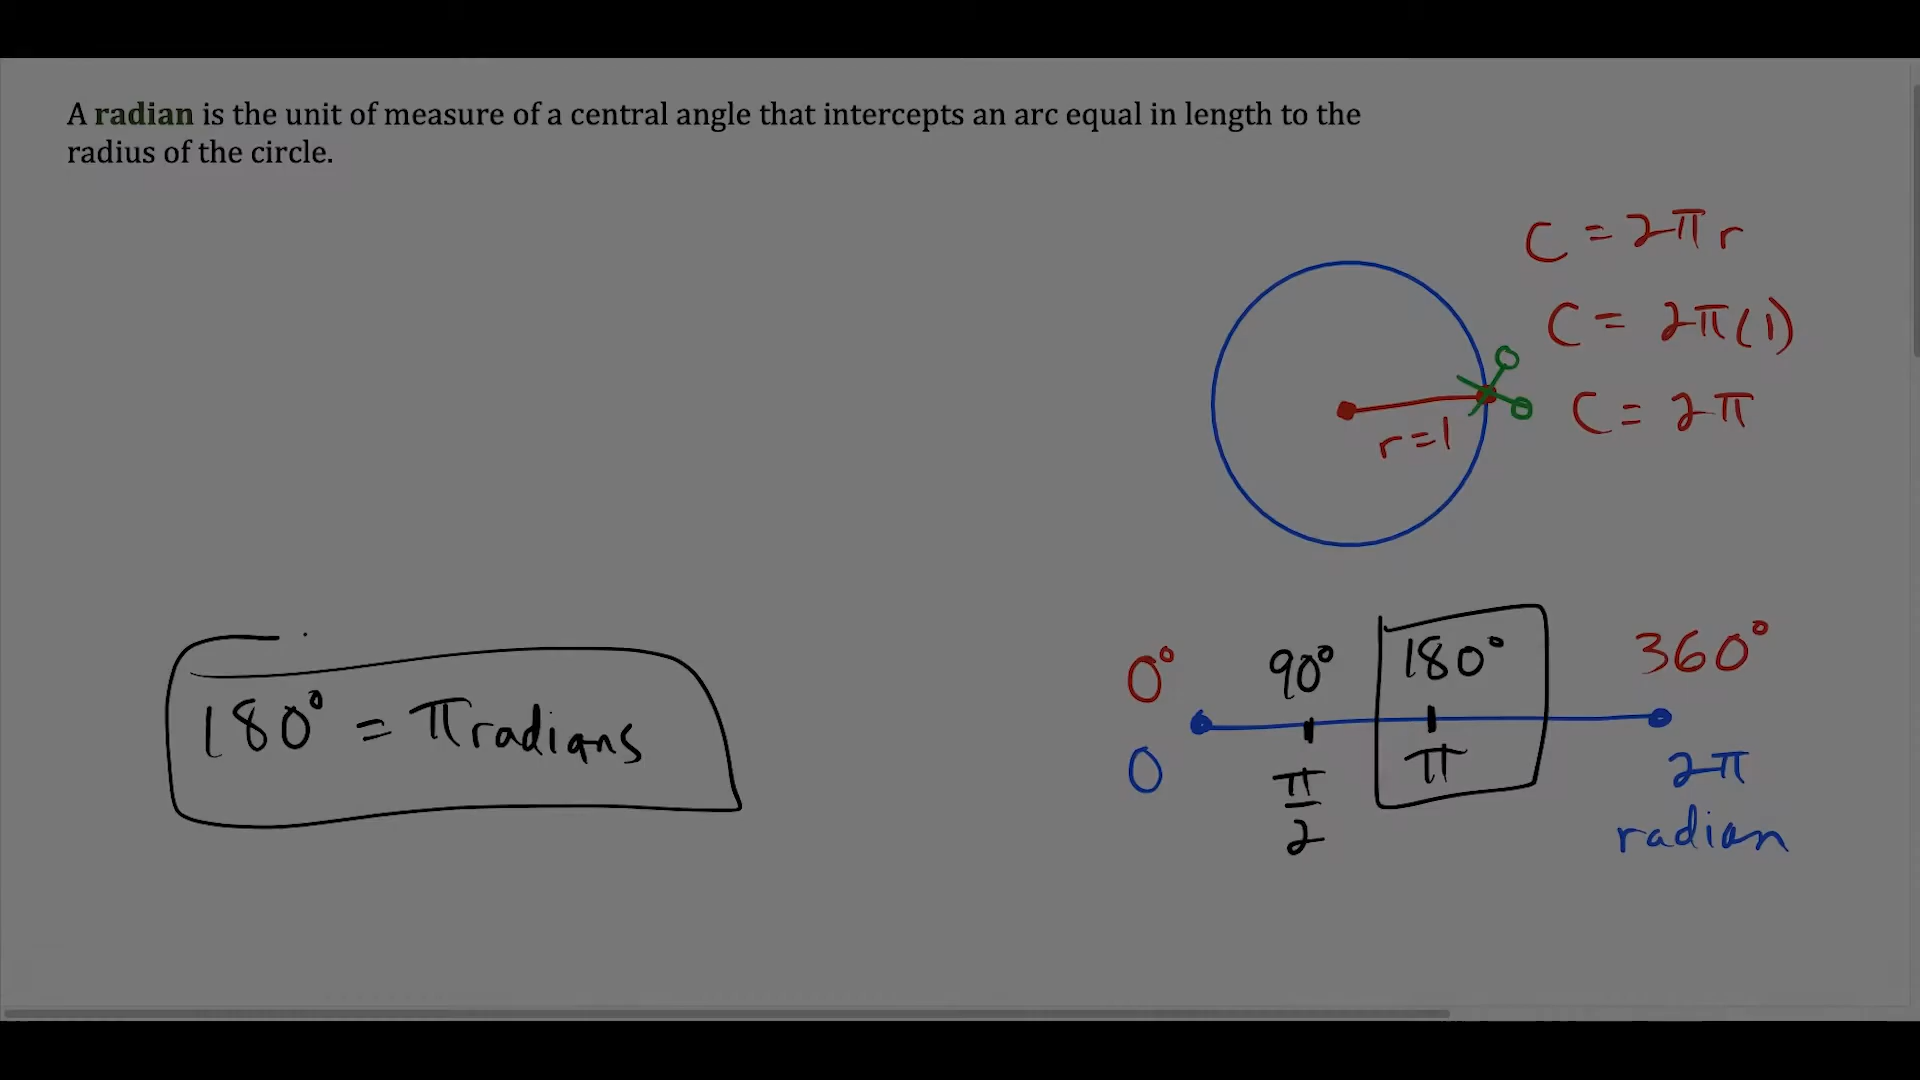 A radian is the unit of measure of a central angle that intercepts an arc equal in length to the
radius of the circle.
C = 2πr
C = 2π(1)
C = 2π
r=1
0° 90° 180° 360°
0 π/2 π 2π
radian
180° = π radians